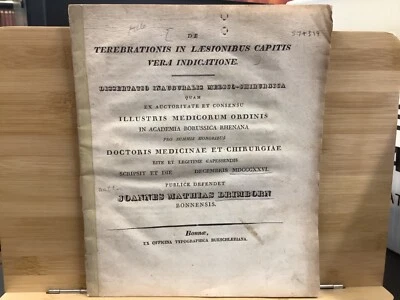 DE
TEREBRATIONIS IN LÆSIONIBUS CAPITIS
VERA INDICATIONE.
DISSERTATIO INAUGURALIS MEDICO-CHIRURGICA
QUAM
EX AUCTORITATE ET CONSENSU
ILLUSTRIS MEDICORUM ORDINIS
IN ACADEMIA BORUSSICA RHENANA
PRO SUMMIS HONORIBUS
DOCTORIS MEDICINAE ET CHIRURGIAE
RITE ET LEGITIME CAPESSENDIS
SCRIPSIT ET DIE DECEMBRIS MDCCCXXVI.
PUBLICE DEFENDET
JOANNES MATHIAS
BONNENSIS.
Bonnae,
EX OFFICINA TYPOGRAPHICA BUESCHLERIANA.